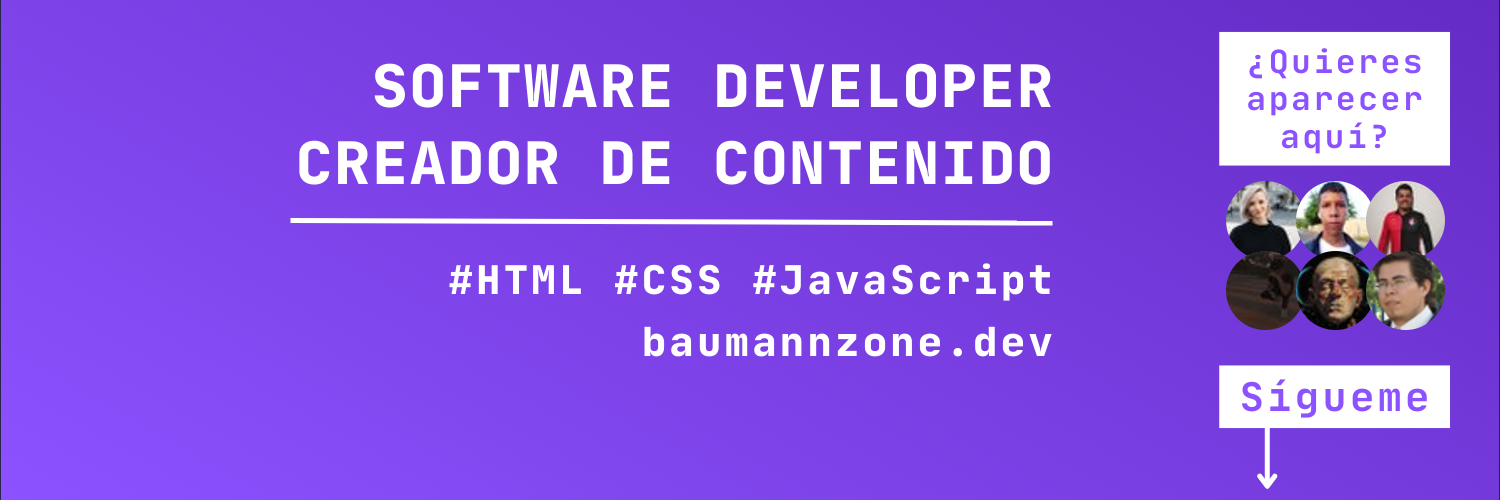 SOFTWARE DEVELOPER
CREADOR DE CONTENIDO
#HTML #CSS #JavaScript
baumannzone.dev
¿Quieres
aparecer
aquí?
Sígueme